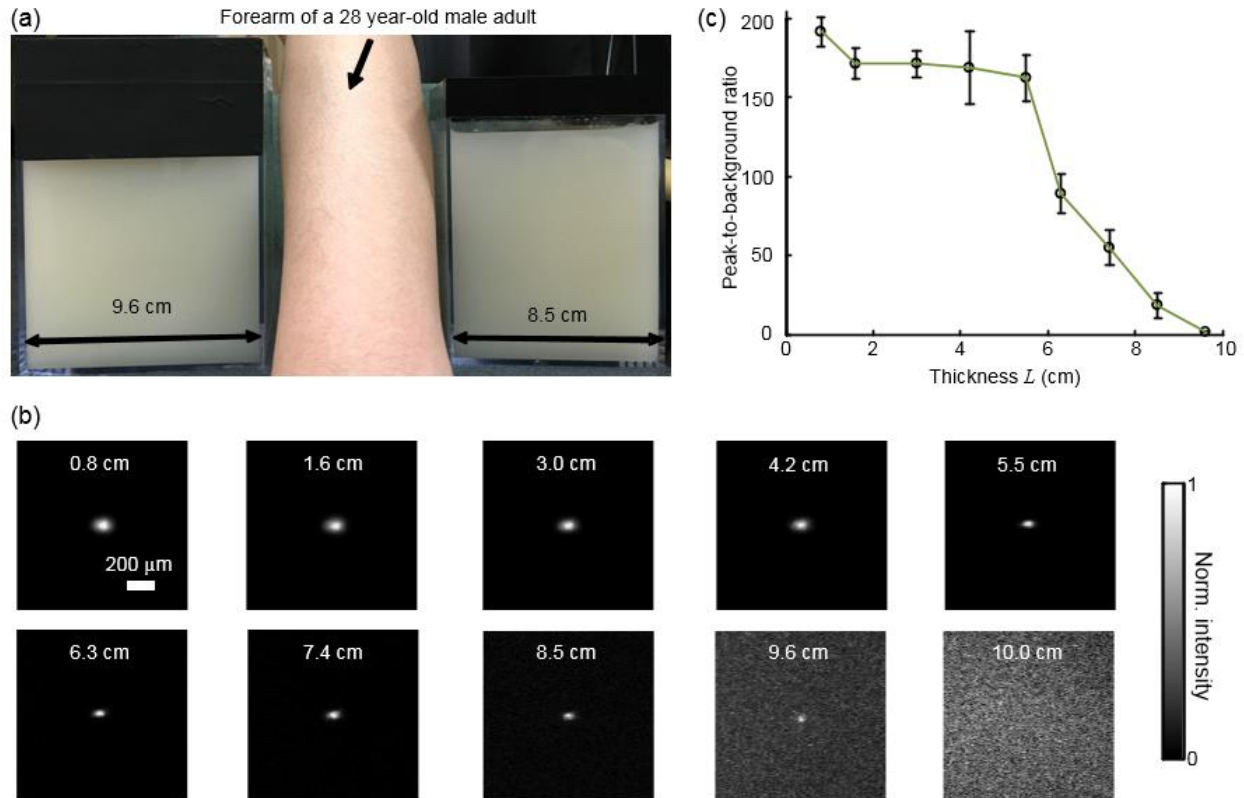 (a)
Forearm of a 28 year-old male adult
9.6 cm
8.5 cm
(c)
Peak-to-background ratio
200
150
100
50
0
0 2 4 6 8 10
Thickness L (cm)
(b)
0.8 cm
1.6 cm
3.0 cm
4.2 cm
5.5 cm
200 μm
6.3 cm
7.4 cm
8.5 cm
9.6 cm
10.0 cm
1
Norm. intensity
0